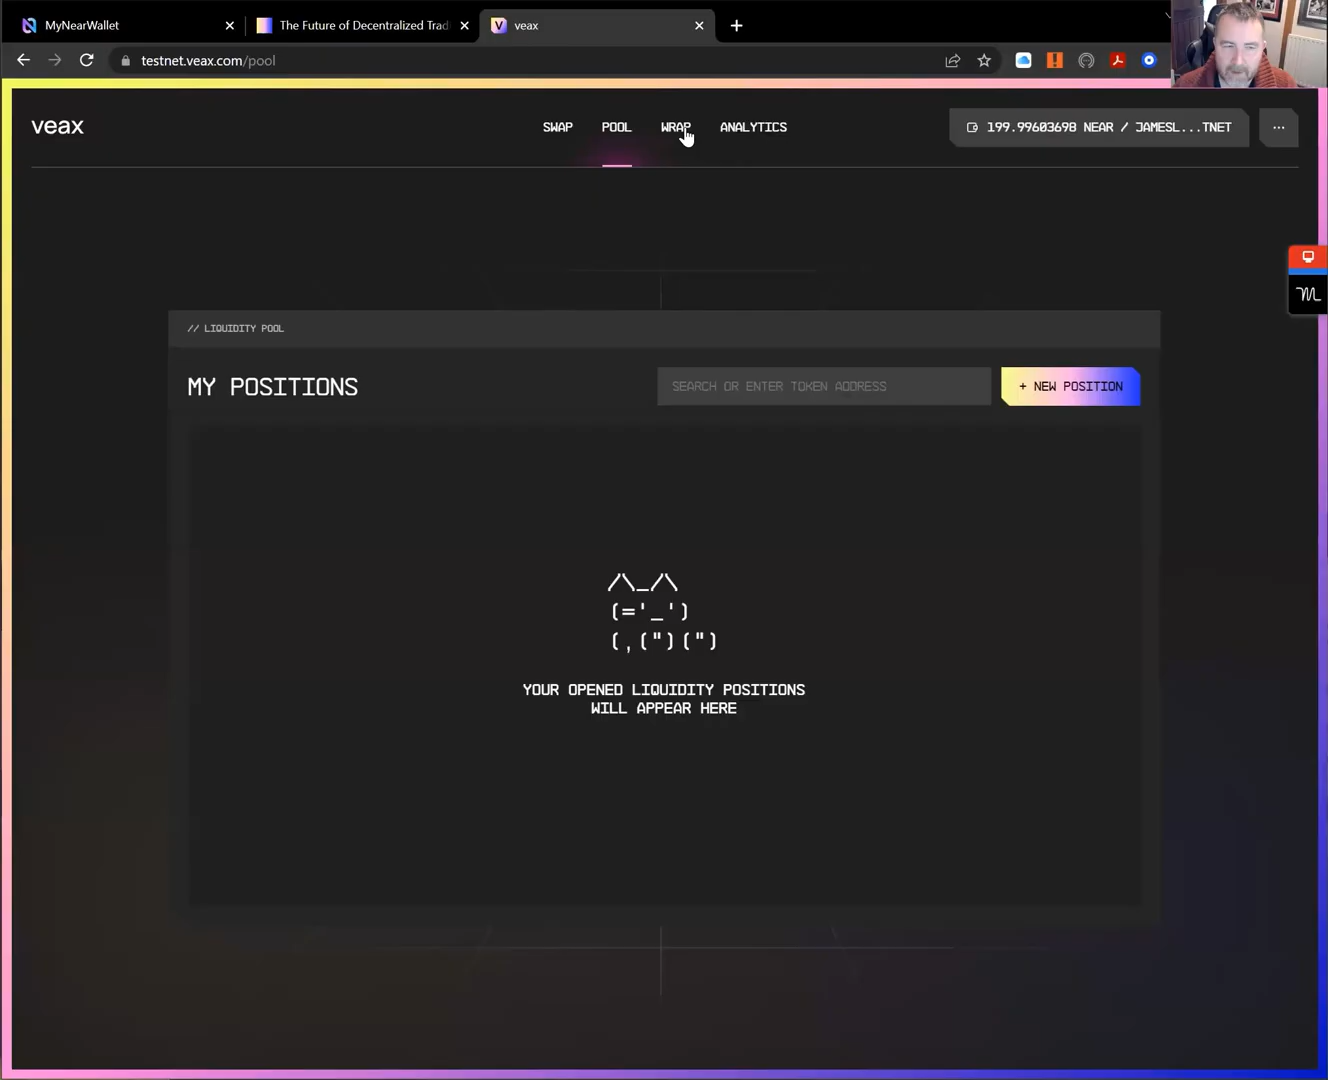 MyNearWallet
The Future of Decentralized Trad
veax
testnet.veax.com/pool
veax
SWAP
POOL
WRAP
ANALYTICS
199.99603698 NEAR / JAMESL...TNET
...
// LIQUIDITY POOL
MY POSITIONS
SEARCH OR ENTER TOKEN ADDRESS
+ NEW POSITION
/\_/\
(='_')
(,(")(")
YOUR OPENED LIQUIDITY POSITIONS
WILL APPEAR HERE